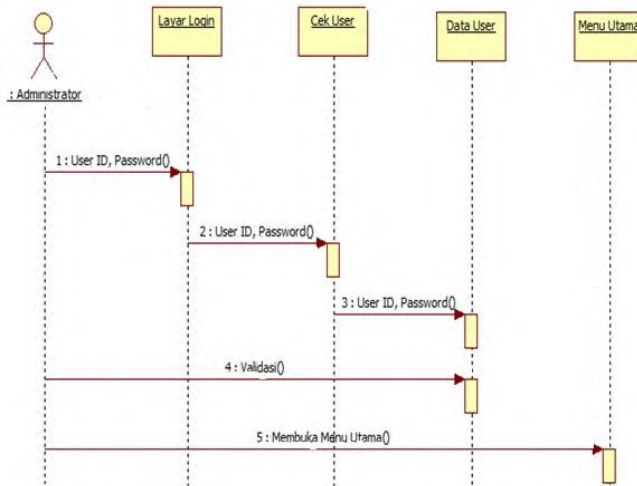 Layar Login
Cek User
Data User
Menu Utama
: Administrator
1 : User ID, Password()
2 : User ID, Password()
3 : User ID, Password()
4 : Validasi()
5 : Membuka Menu Utama()